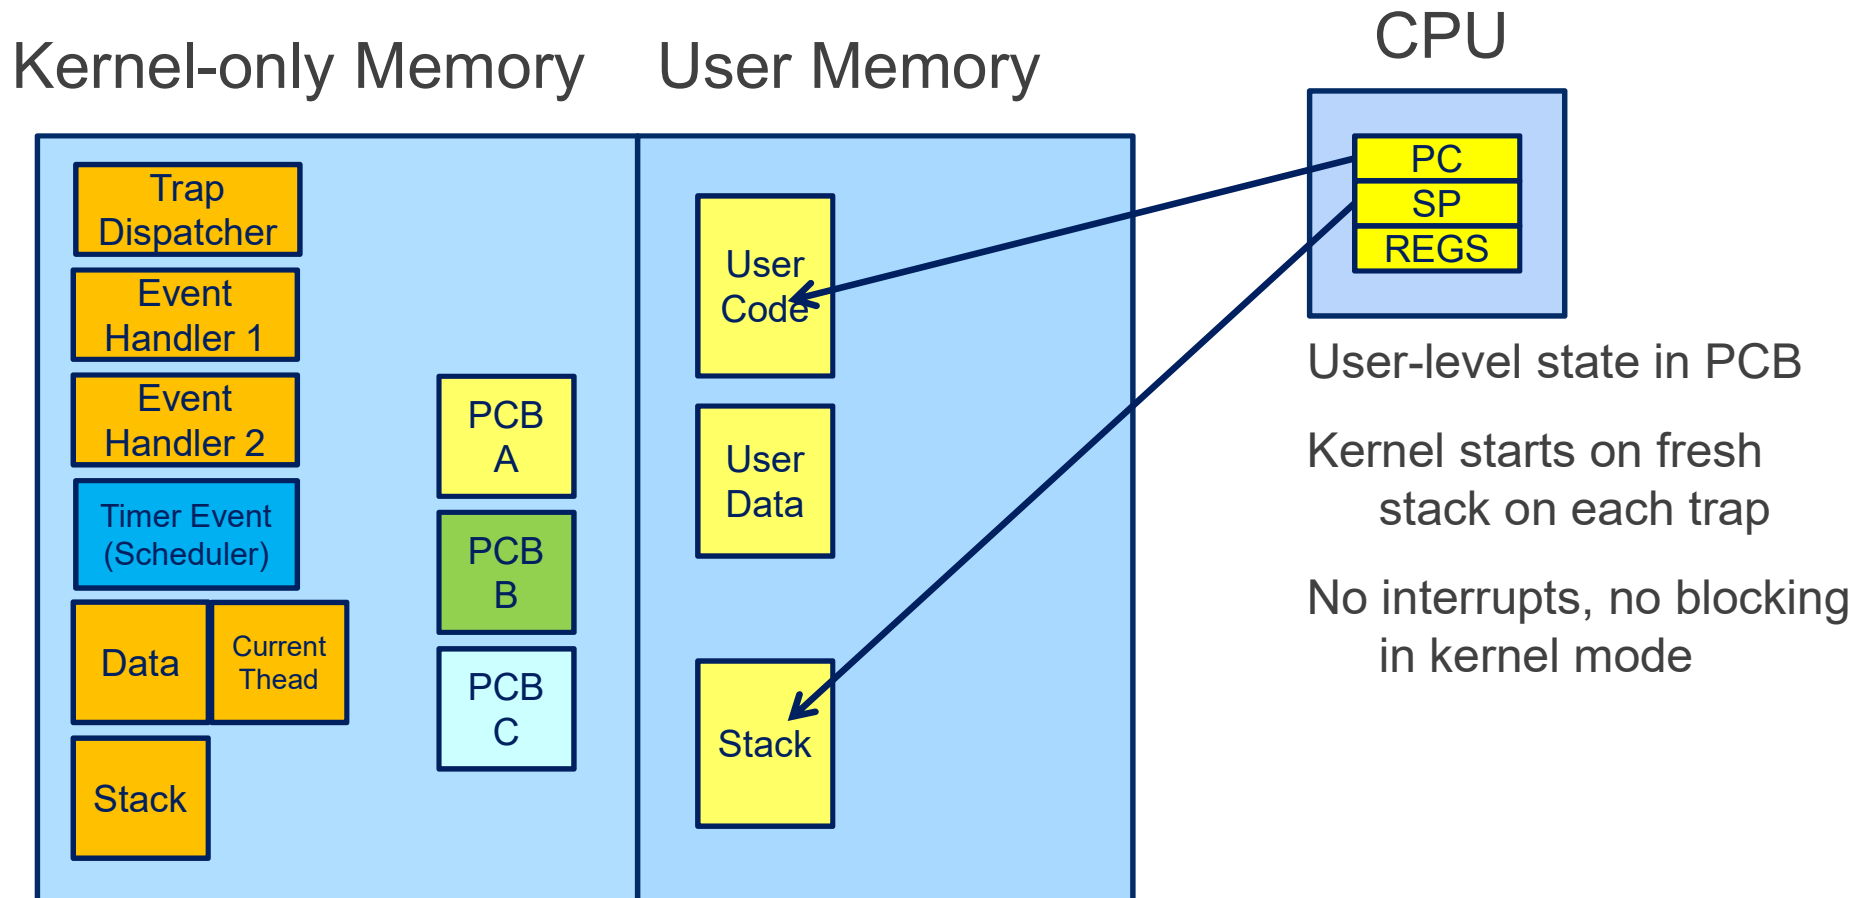 Kernel-only Memory
User Memory
CPU
Trap
Dispatcher
Event
Handler 1
Event
Handler 2
Timer Event
(Scheduler)
Data
Current
Thead
Stack
PCB
A
PCB
B
PCB
C
User
Code
User
Data
Stack
PC
SP
REGS
User-level state in PCB
Kernel starts on fresh
stack on each trap
No interrupts, no blocking
in kernel mode